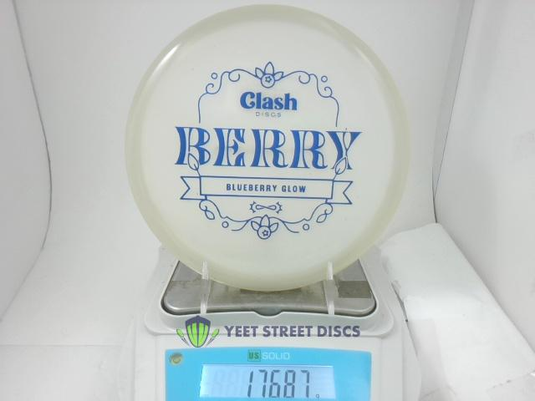 Clash
DISCS
BERRY
BLUEBERRY GLOW
YEET STREET DISCS
US SOLID
176.87 g